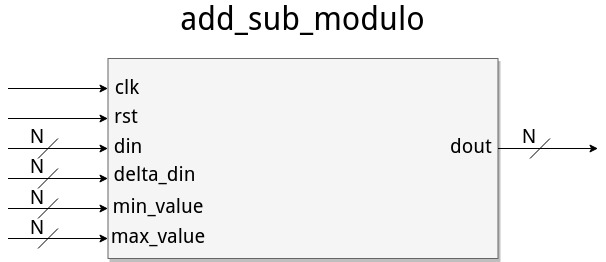 add_sub_modulo
clk
rst
N
din
dout
N
N
delta_din
N
min_value
N
max_value